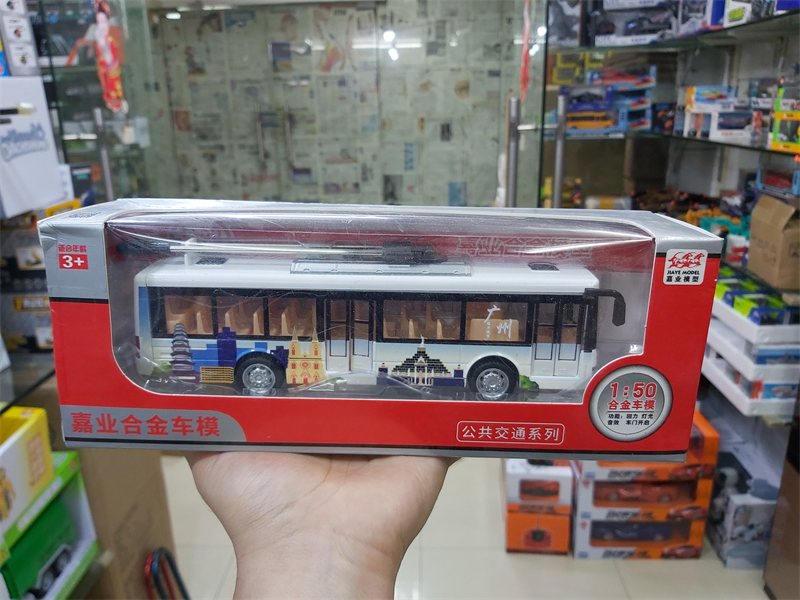 适合年龄
3+
JIAYE MODEL
嘉业模型
广州
1:50
合金车模
功能: 回力 灯光
音效 车门开启
嘉业合金车模
公共交通系列